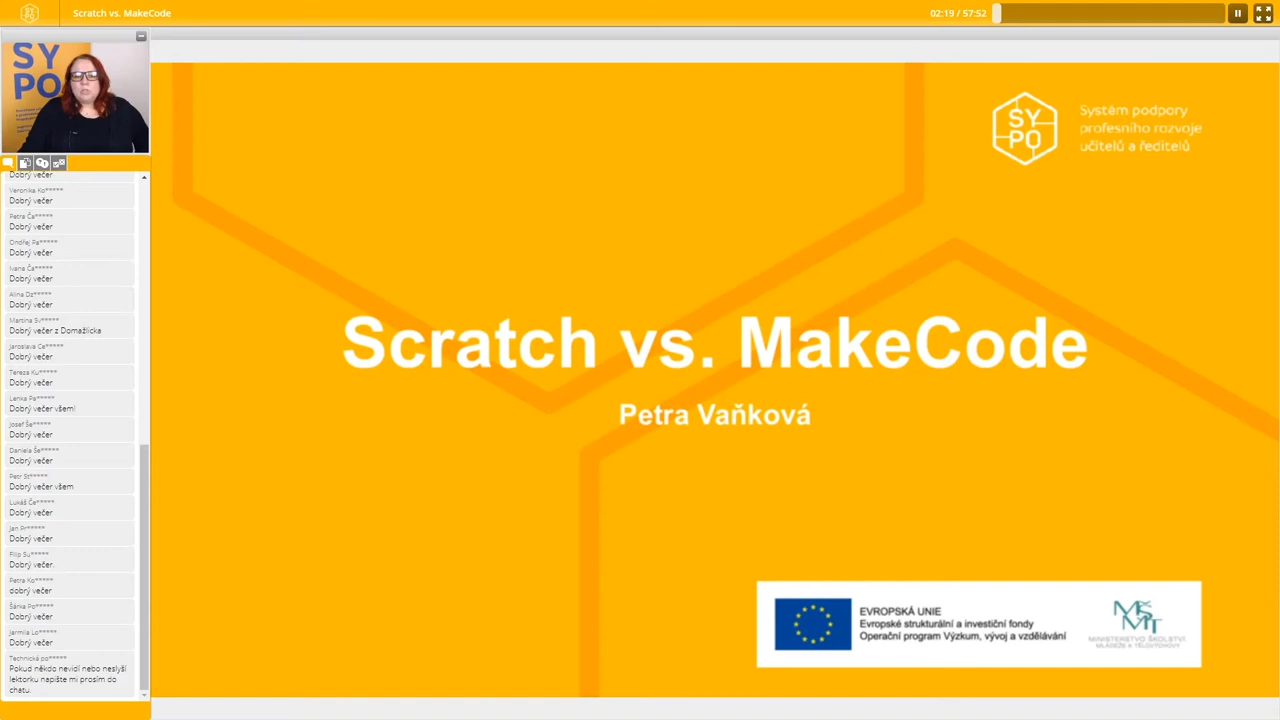 Scratch vs. MakeCode
02:19 / 57:52
SY
PO
Dobrý večer
Veronika Ko*****
Dobrý večer
Petra Ča*****
Dobrý večer
Ondřej Pa*****
Dobrý večer
Ivana Ča*****
Dobrý večer
Alina Dz*****
Dobrý večer
Martina Sv*****
Dobrý večer z Domažlicka
Jaroslava Ce*****
Dobrý večer
Tereza Ku*****
Dobrý večer
Lenka Pa*****
Dobrý večer všem!
Josef Še*****
Dobrý večer
Daniela Še*****
Dobrý večer
Petr St*****
Dobrý večer všem
Lukáš Če*****
Dobrý večer
Jan Pr*****
Dobrý večer
Filip Su*****
Dobrý večer.
Petra Ko*****
dobrý večer
Šárka Po*****
Dobrý večer
Jarmila Lo*****
Dobrý večer
Technická po*****
Pokud někdo nevidí nebo neslyší
lektorku napište mi prosím do
chatu.
SY
PO
Systém podpory
profesního rozvoje
učitelů a ředitelů
Scratch vs. MakeCode
Petra Vaňková
EVROPSKÁ UNIE
Evropské strukturální a investiční fondy
Operační program Výzkum, vývoj a vzdělávání
MŠMT
MINISTERSTVO ŠKOLSTVÍ
MLÁDEŽE A TĚLOVÝCHOVY